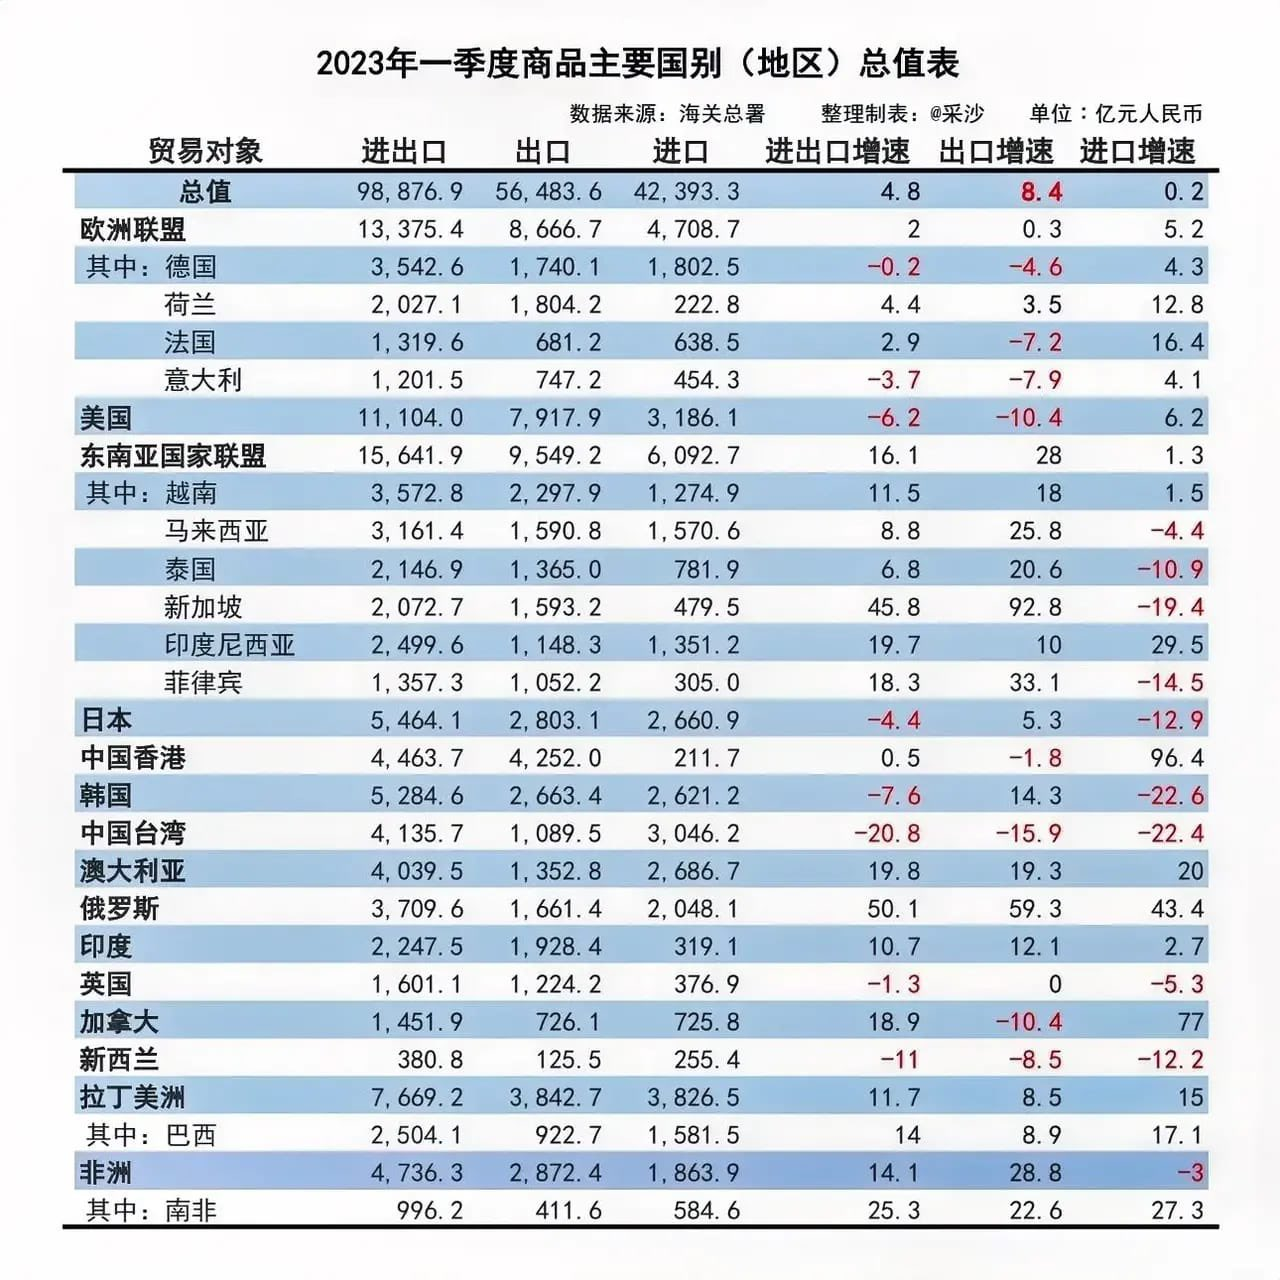 2023年一季度商品主要国别（地区）总值表
数据来源：海关总署 整理制表：@采沙 单位：亿元人民币
贸易对象 进出口 出口 进口 进出口增速 出口增速 进口增速
总值 98,876.9 56,483.6 42,393.3 4.8 8.4 0.2
欧洲联盟 13,375.4 8,666.7 4,708.7 2 0.3 5.2
其中：德国 3,542.6 1,740.1 1,802.5 -0.2 -4.6 4.3
荷兰 2,027.1 1,804.2 222.8 4.4 3.5 12.8
法国 1,319.6 681.2 638.5 2.9 -7.2 16.4
意大利 1,201.5 747.2 454.3 -3.7 -7.9 4.1
美国 11,104.0 7,917.9 3,186.1 -6.2 -10.4 6.2
东南亚国家联盟 15,641.9 9,549.2 6,092.7 16.1 28 1.3
其中：越南 3,572.8 2,297.9 1,274.9 11.5 18 1.5
马来西亚 3,161.4 1,590.8 1,570.6 8.8 25.8 -4.4
泰国 2,146.9 1,365.0 781.9 6.8 20.6 -10.9
新加坡 2,072.7 1,593.2 479.5 45.8 92.8 -19.4
印度尼西亚 2,499.6 1,148.3 1,351.2 19.7 10 29.5
菲律宾 1,357.3 1,052.2 305.0 18.3 33.1 -14.5
日本 5,464.1 2,803.1 2,660.9 -4.4 5.3 -12.9
中国香港 4,463.7 4,252.0 211.7 0.5 -1.8 96.4
韩国 5,284.6 2,663.4 2,621.2 -7.6 14.3 -22.6
中国台湾 4,135.7 1,089.5 3,046.2 -20.8 -15.9 -22.4
澳大利亚 4,039.5 1,352.8 2,686.7 19.8 19.3 20
俄罗斯 3,709.6 1,661.4 2,048.1 50.1 59.3 43.4
印度 2,247.5 1,928.4 319.1 10.7 12.1 2.7
英国 1,601.1 1,224.2 376.9 -1.3 0 -5.3
加拿大 1,451.9 726.1 725.8 18.9 -10.4 77
新西兰 380.8 125.5 255.4 -11 -8.5 -12.2
拉丁美洲 7,669.2 3,842.7 3,826.5 11.7 8.5 15
其中：巴西 2,504.1 922.7 1,581.5 14 8.9 17.1
非洲 4,736.3 2,872.4 1,863.9 14.1 28.8 -3
其中：南非 996.2 411.6 584.6 25.3 22.6 27.3